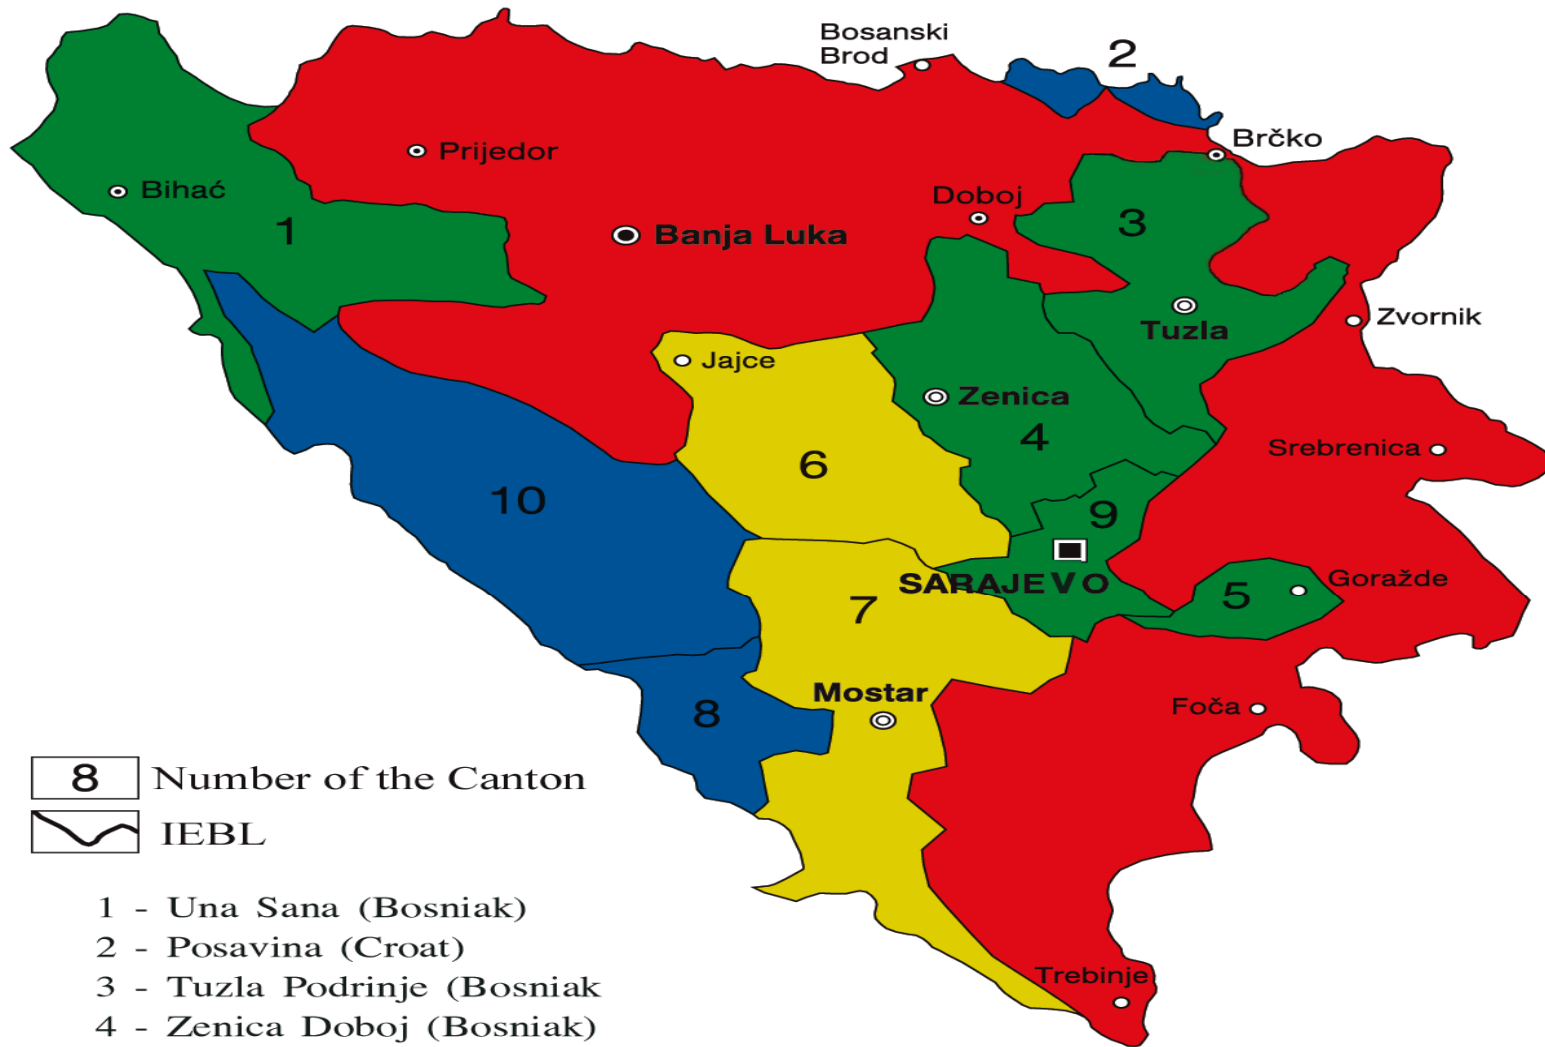 Bosanski
Brod
2
Brčko
Prijedor
Bihać
Doboj
3
1
Banja Luka
Zvornik
Tuzla
Jajce
Zenica
4
Srebrenica
6
10
9
SARAJEVO
Goražde
5
7
Mostar
Foča
8
8 Number of the Canton
IEBL
1 - Una Sana (Bosniak)
2 - Posavina (Croat)
3 - Tuzla Podrinje (Bosniak
4 - Zenica Doboj (Bosniak)
Trebinje